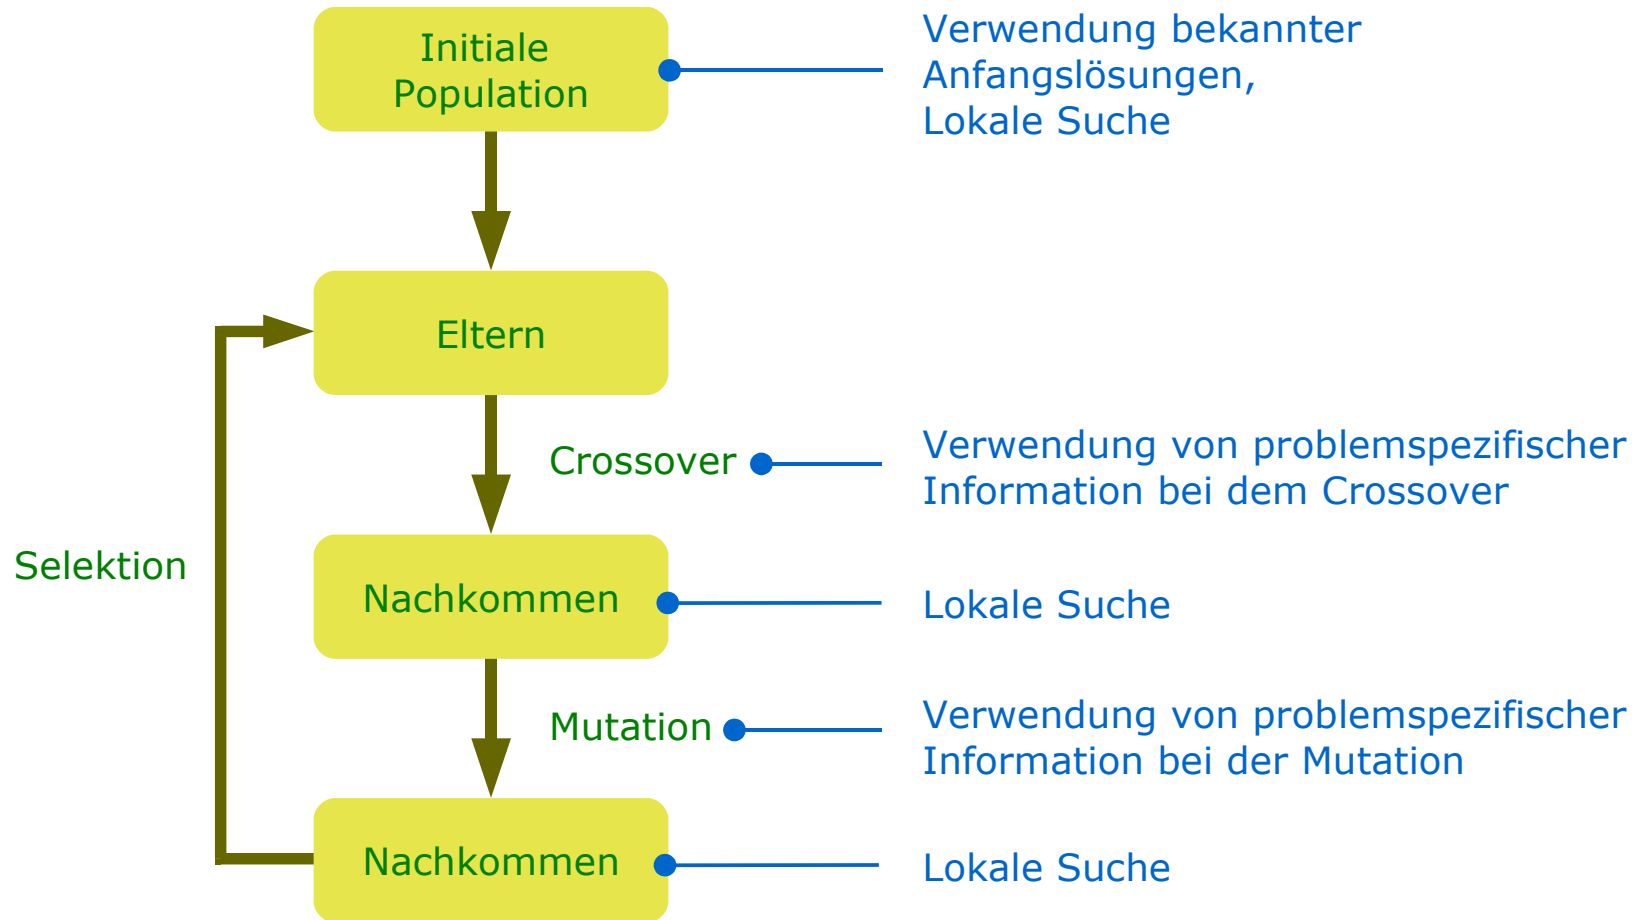 Initiale
Population
Verwendung bekannter
Anfangslösungen,
Lokale Suche
Eltern
Crossover
Verwendung von problemspezifischer
Information bei dem Crossover
Selektion
Nachkommen
Lokale Suche
Mutation
Verwendung von problemspezifischer
Information bei der Mutation
Nachkommen
Lokale Suche